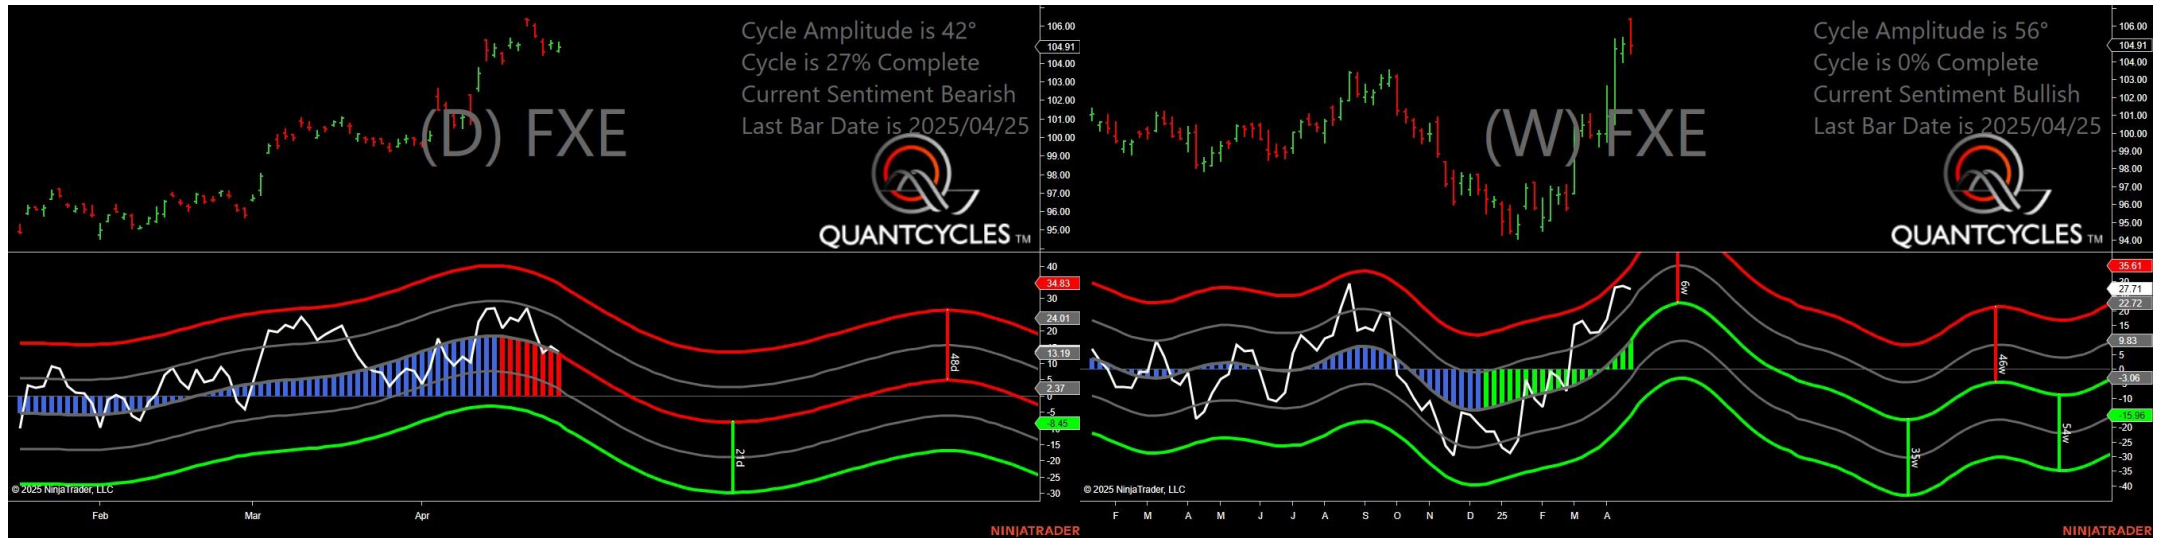 Cycle Amplitude is 42°
Cycle is 27% Complete
Current Sentiment Bearish
Last Bar Date is 2025/04/25
(D) FXE
QUANTCYCLES TM
106.00
104.91
104.00
103.00
102.00
101.00
100.00
99.00
98.00
97.00
96.00
95.00
40
34.83
30
24.01
20
13.19
10
5
2.37
0
-5
-8.45
-15
-20
-25
-30
48d
21d
© 2025 NinjaTrader, LLC
Feb
Mar
Apr
NINJATRADER
Cycle Amplitude is 56°
Cycle is 0% Complete
Current Sentiment Bullish
Last Bar Date is 2025/04/25
(W) FXE
QUANTCYCLES TM
106.00
104.91
104.00
103.00
102.00
101.00
100.00
99.00
98.00
97.00
96.00
95.00
94.00
35.61
27.71
22.72
20
15
9.83
5
0
-3.06
-10
-15.96
-20
-25
-30
-35
-40
6w
46w
35w
54w
© 2025 NinjaTrader, LLC
F M A M J J A S O N D 25 F M A
NINJATRADER